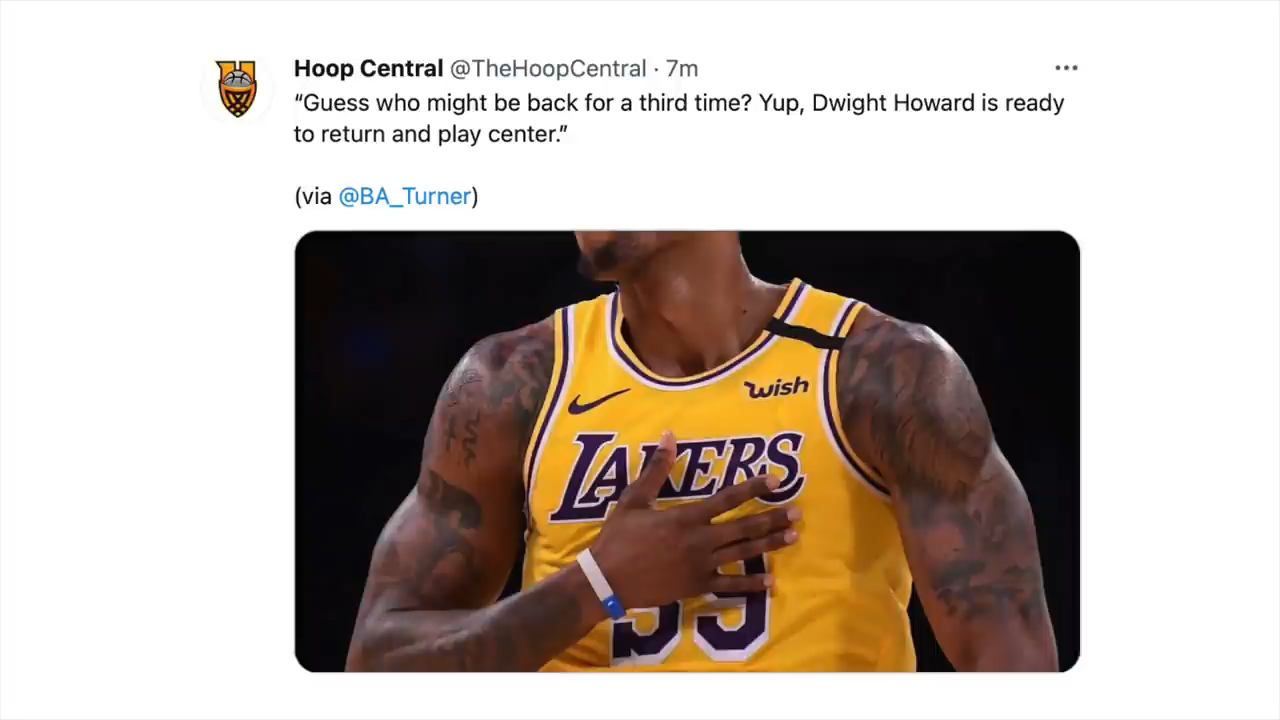 Hoop Central @TheHoopCentral · 7m
“Guess who might be back for a third time? Yup, Dwight Howard is ready
to return and play center.”
(via @BA_Turner)
wish
LAKERS
39